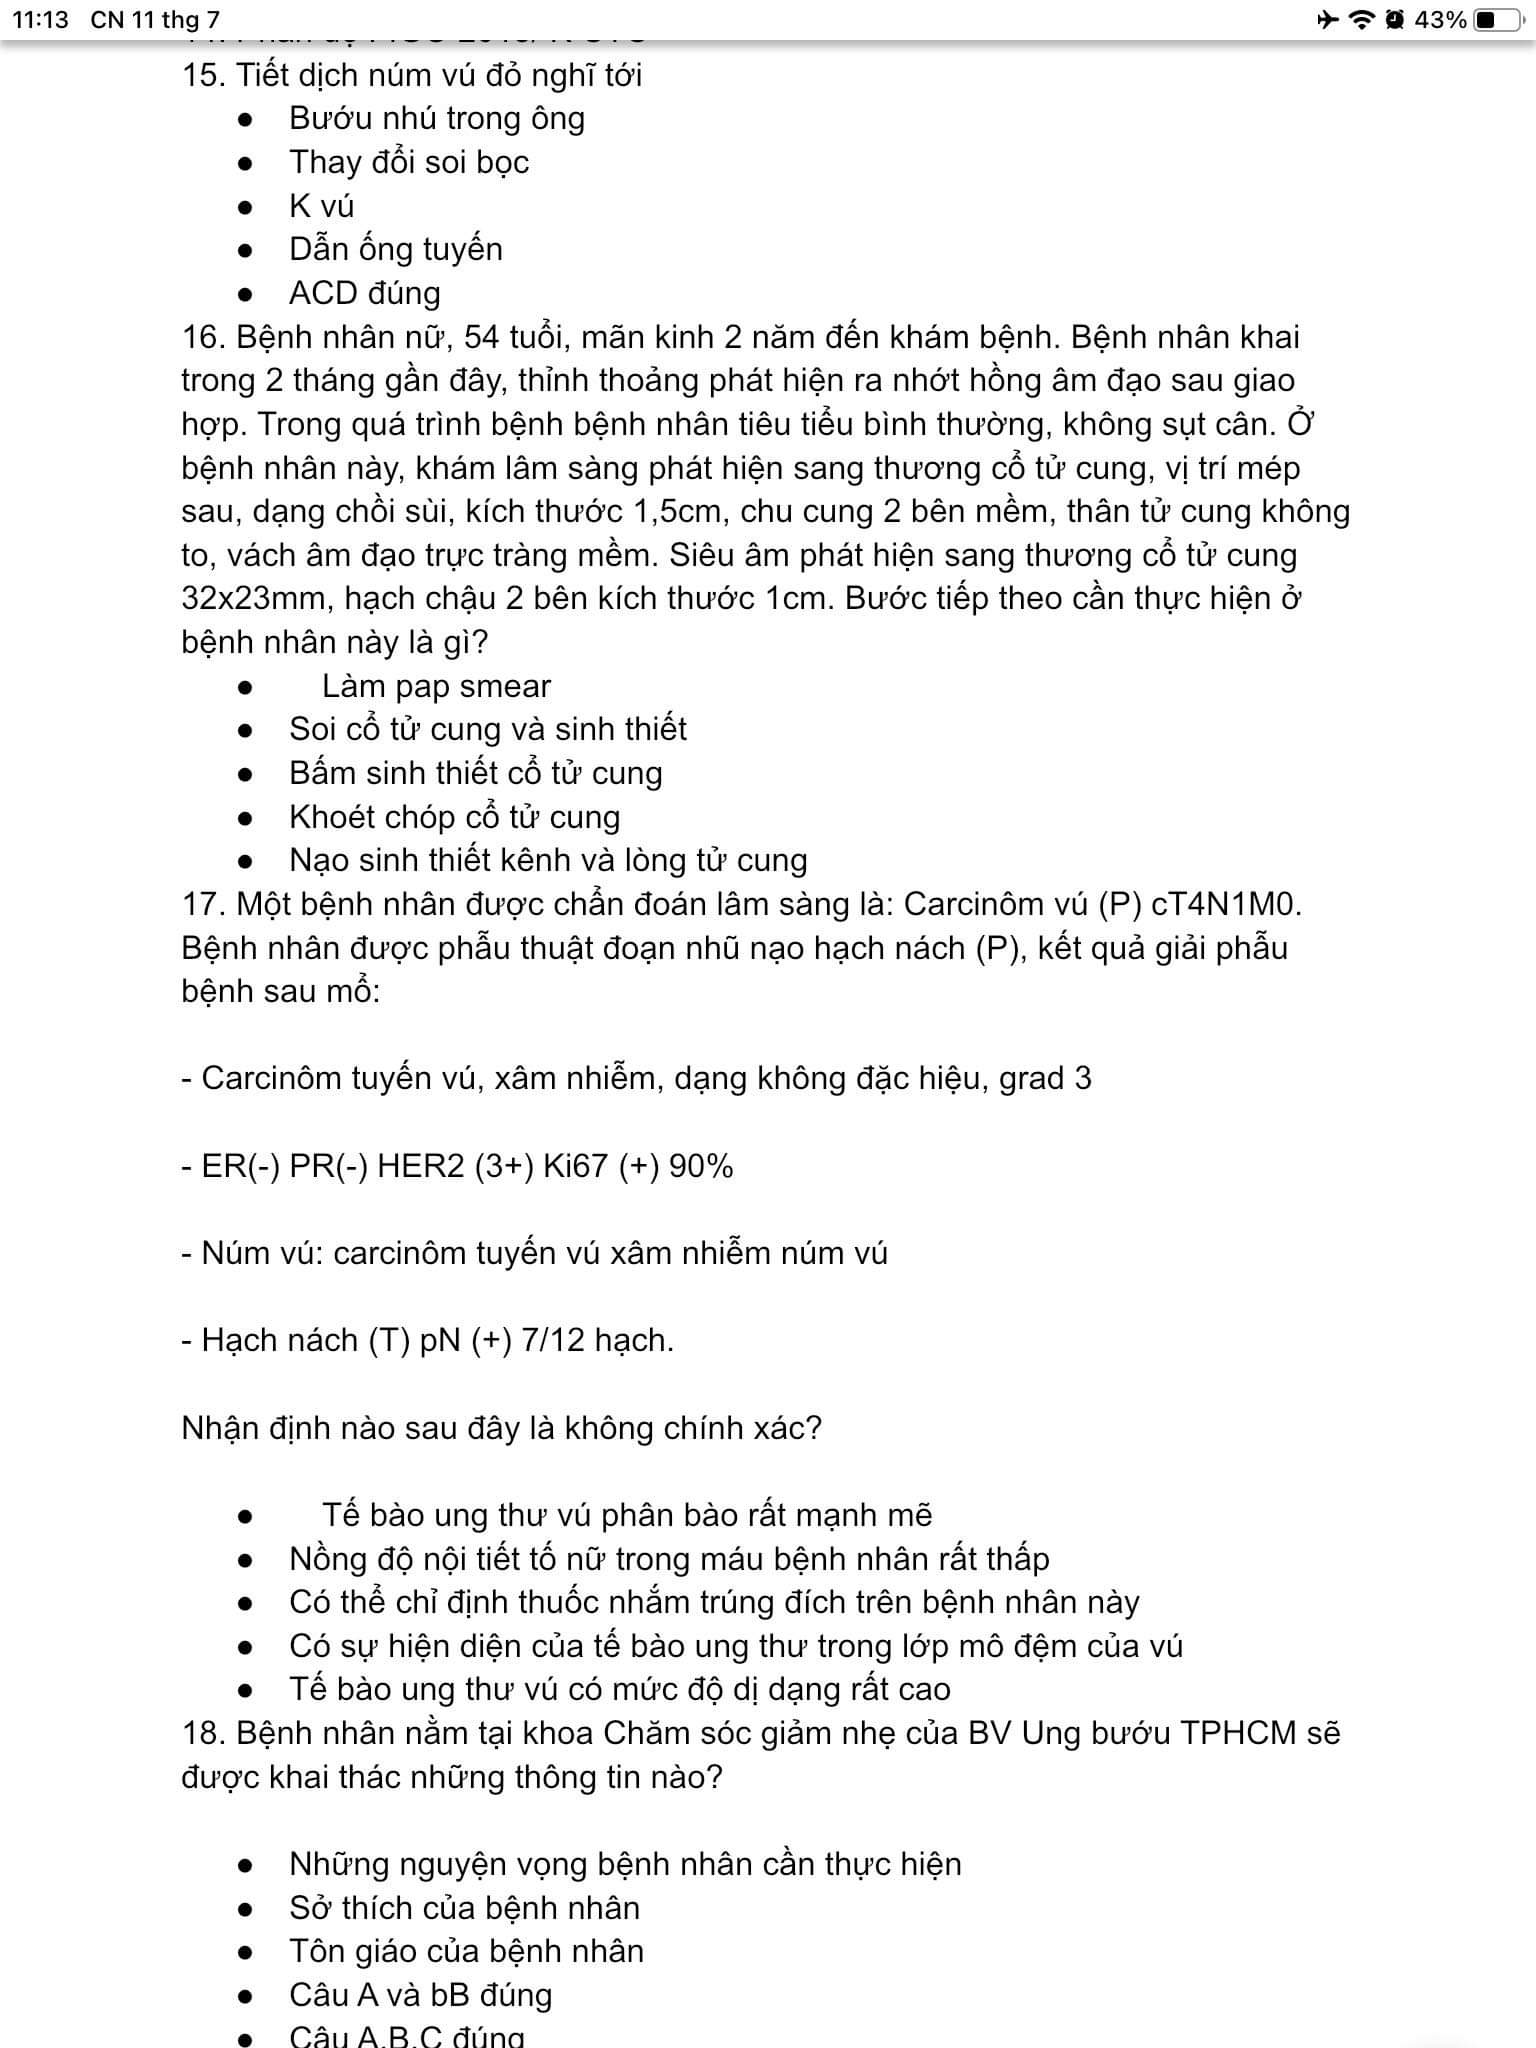 11:13 CN 11 thg 7 43%
15. Tiết dịch núm vú đỏ nghĩ tới
● Bướu nhú trong ông
● Thay đổi soi bọc
● K vú
● Dẫn ống tuyến
● ACD đúng
16. Bệnh nhân nữ, 54 tuổi, mãn kinh 2 năm đến khám bệnh. Bệnh nhân khai
trong 2 tháng gần đây, thỉnh thoảng phát hiện ra nhớt hồng âm đạo sau giao
hợp. Trong quá trình bệnh bệnh nhân tiêu tiểu bình thường, không sụt cân. Ở
bệnh nhân này, khám lâm sàng phát hiện sang thương cổ tử cung, vị trí mép
sau, dạng chồi sùi, kích thước 1,5cm, chu cung 2 bên mềm, thân tử cung không
to, vách âm đạo trực tràng mềm. Siêu âm phát hiện sang thương cổ tử cung
32x23mm, hạch chậu 2 bên kích thước 1cm. Bước tiếp theo cần thực hiện ở
bệnh nhân này là gì?
● Làm pap smear
● Soi cổ tử cung và sinh thiết
● Bấm sinh thiết cổ tử cung
● Khoét chóp cổ tử cung
● Nạo sinh thiết kênh và lòng tử cung
17. Một bệnh nhân được chẩn đoán lâm sàng là: Carcinôm vú (P) cT4N1M0.
Bệnh nhân được phẫu thuật đoạn nhũ nạo hạch nách (P), kết quả giải phẫu
bệnh sau mổ:
- Carcinôm tuyến vú, xâm nhiễm, dạng không đặc hiệu, grad 3
- ER(-) PR(-) HER2 (3+) Ki67 (+) 90%
- Núm vú: carcinôm tuyến vú xâm nhiễm núm vú
- Hạch nách (T) pN (+) 7/12 hạch.
Nhận định nào sau đây là không chính xác?
● Tế bào ung thư vú phân bào rất mạnh mẽ
● Nồng độ nội tiết tố nữ trong máu bệnh nhân rất thấp
● Có thể chỉ định thuốc nhắm trúng đích trên bệnh nhân này
● Có sự hiện diện của tế bào ung thư trong lớp mô đệm của vú
● Tế bào ung thư vú có mức độ dị dạng rất cao
18. Bệnh nhân nằm tại khoa Chăm sóc giảm nhẹ của BV Ung bướu TPHCM sẽ
được khai thác những thông tin nào?
● Những nguyện vọng bệnh nhân cần thực hiện
● Sở thích của bệnh nhân
● Tôn giáo của bệnh nhân
● Câu A và bB đúng
● Câu A,B,C đúng